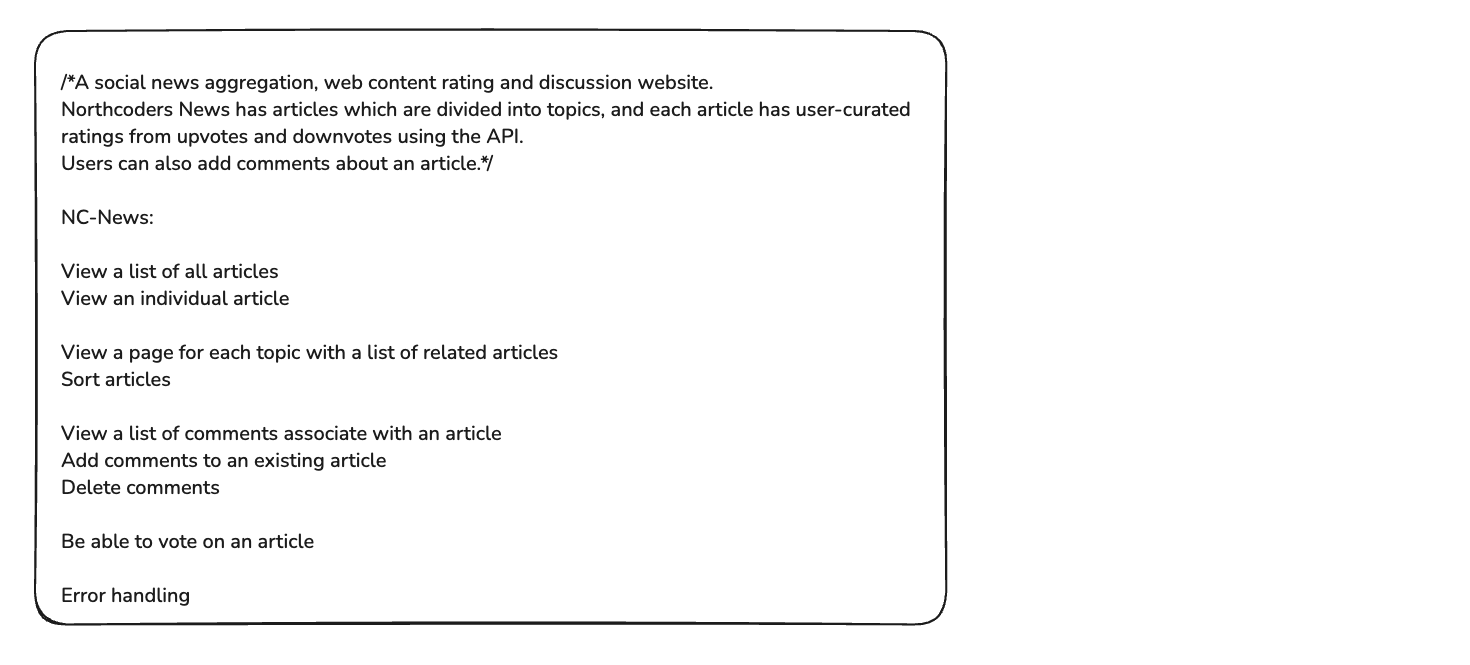 /*A social news aggregation, web content rating and discussion website.
Northcoders News has articles which are divided into topics, and each article has user-curated
ratings from upvotes and downvotes using the API.
Users can also add comments about an article.*/
NC-News:
View a list of all articles
View an individual article
View a page for each topic with a list of related articles
Sort articles
View a list of comments associate with an article
Add comments to an existing article
Delete comments
Be able to vote on an article
Error handling